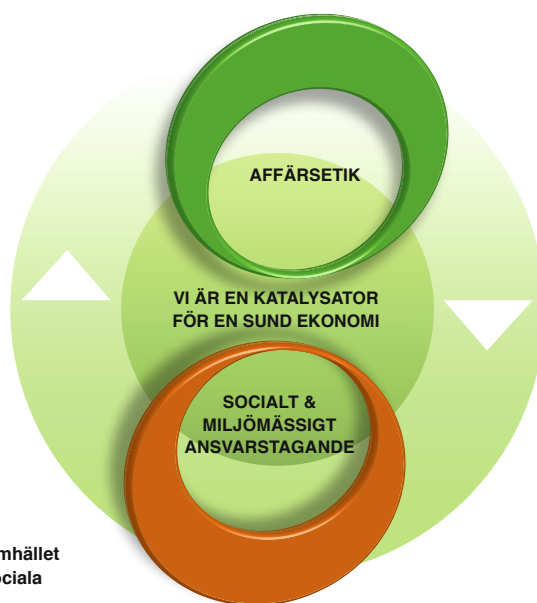 AFFÄRSETIK
VI ÄR EN KATALYSATOR
FÖR EN SUND EKONOMI
SOCIALT &
MILJÖMÄSSIGT
ANSVARSTAGANDE